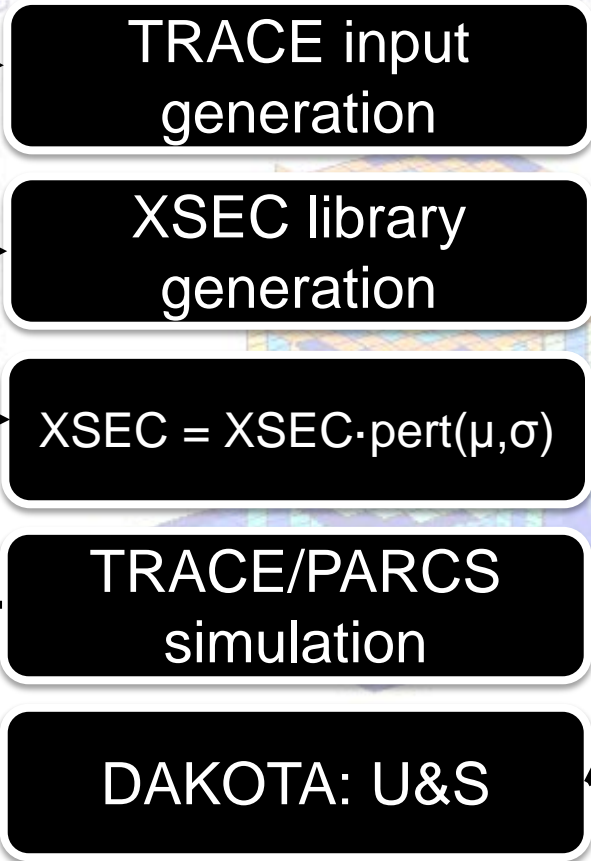 TRACE input
generation
XSEC library
generation
XSEC = XSEC·pert(μ,σ)
TRACE/PARCS
simulation
DAKOTA: U&S